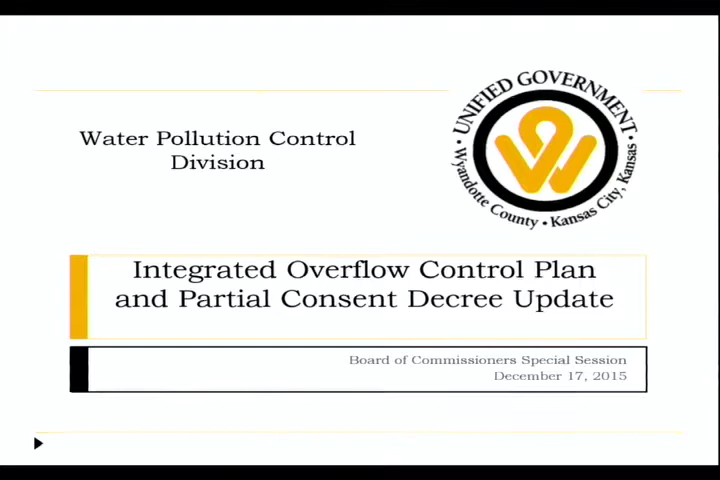 Water Pollution Control
Division
UNIFIED GOVERNMENT
Wyandotte County • Kansas City, Kansas
Integrated Overflow Control Plan
and Partial Consent Decree Update
Board of Commissioners Special Session
December 17, 2015